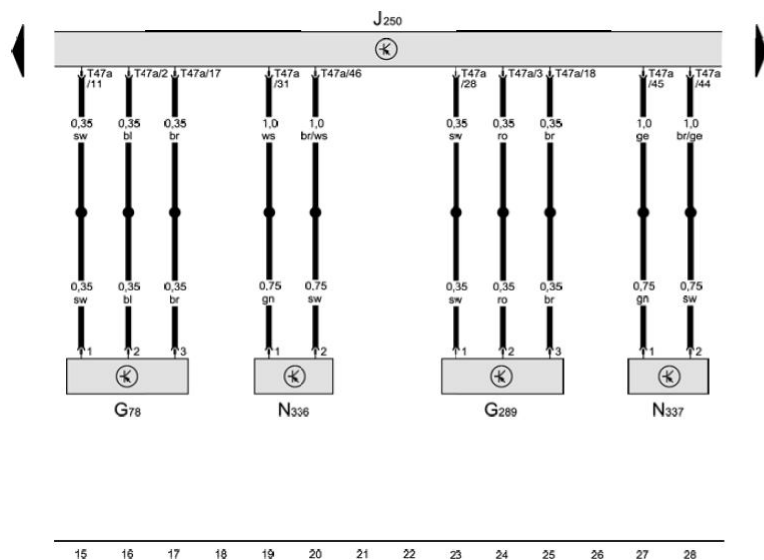 J250
T47a/11 T47a/2 T47a/17 T47a/31 T47a/46 T47a/28 T47a/3 T47a/18 T47a/45 T47a/44
0,35 0,35 0,35 1,0 1,0 0,35 0,35 0,35 1,0 1,0
sw bl br ws br/ws sw ro br ge br/ge
0,35 0,35 0,35 0,75 0,75 0,35 0,35 0,35 0,75 0,75
sw bl br gn sw sw ro br gn sw
1 2 3 1 2 1 2 3 1 2
G78 N336 G289 N337
15 16 17 18 19 20 21 22 23 24 25 26 27 28